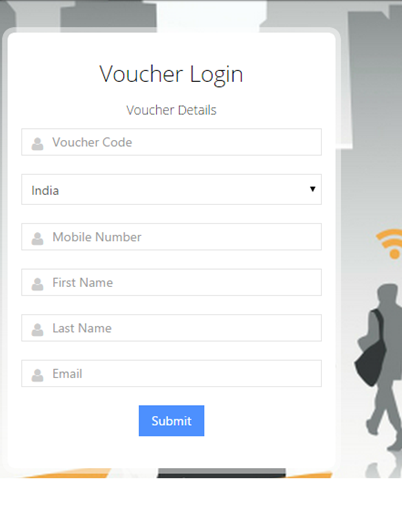 Voucher Login
Voucher Details
Voucher Code
India
Mobile Number
First Name
Last Name
Email
Submit